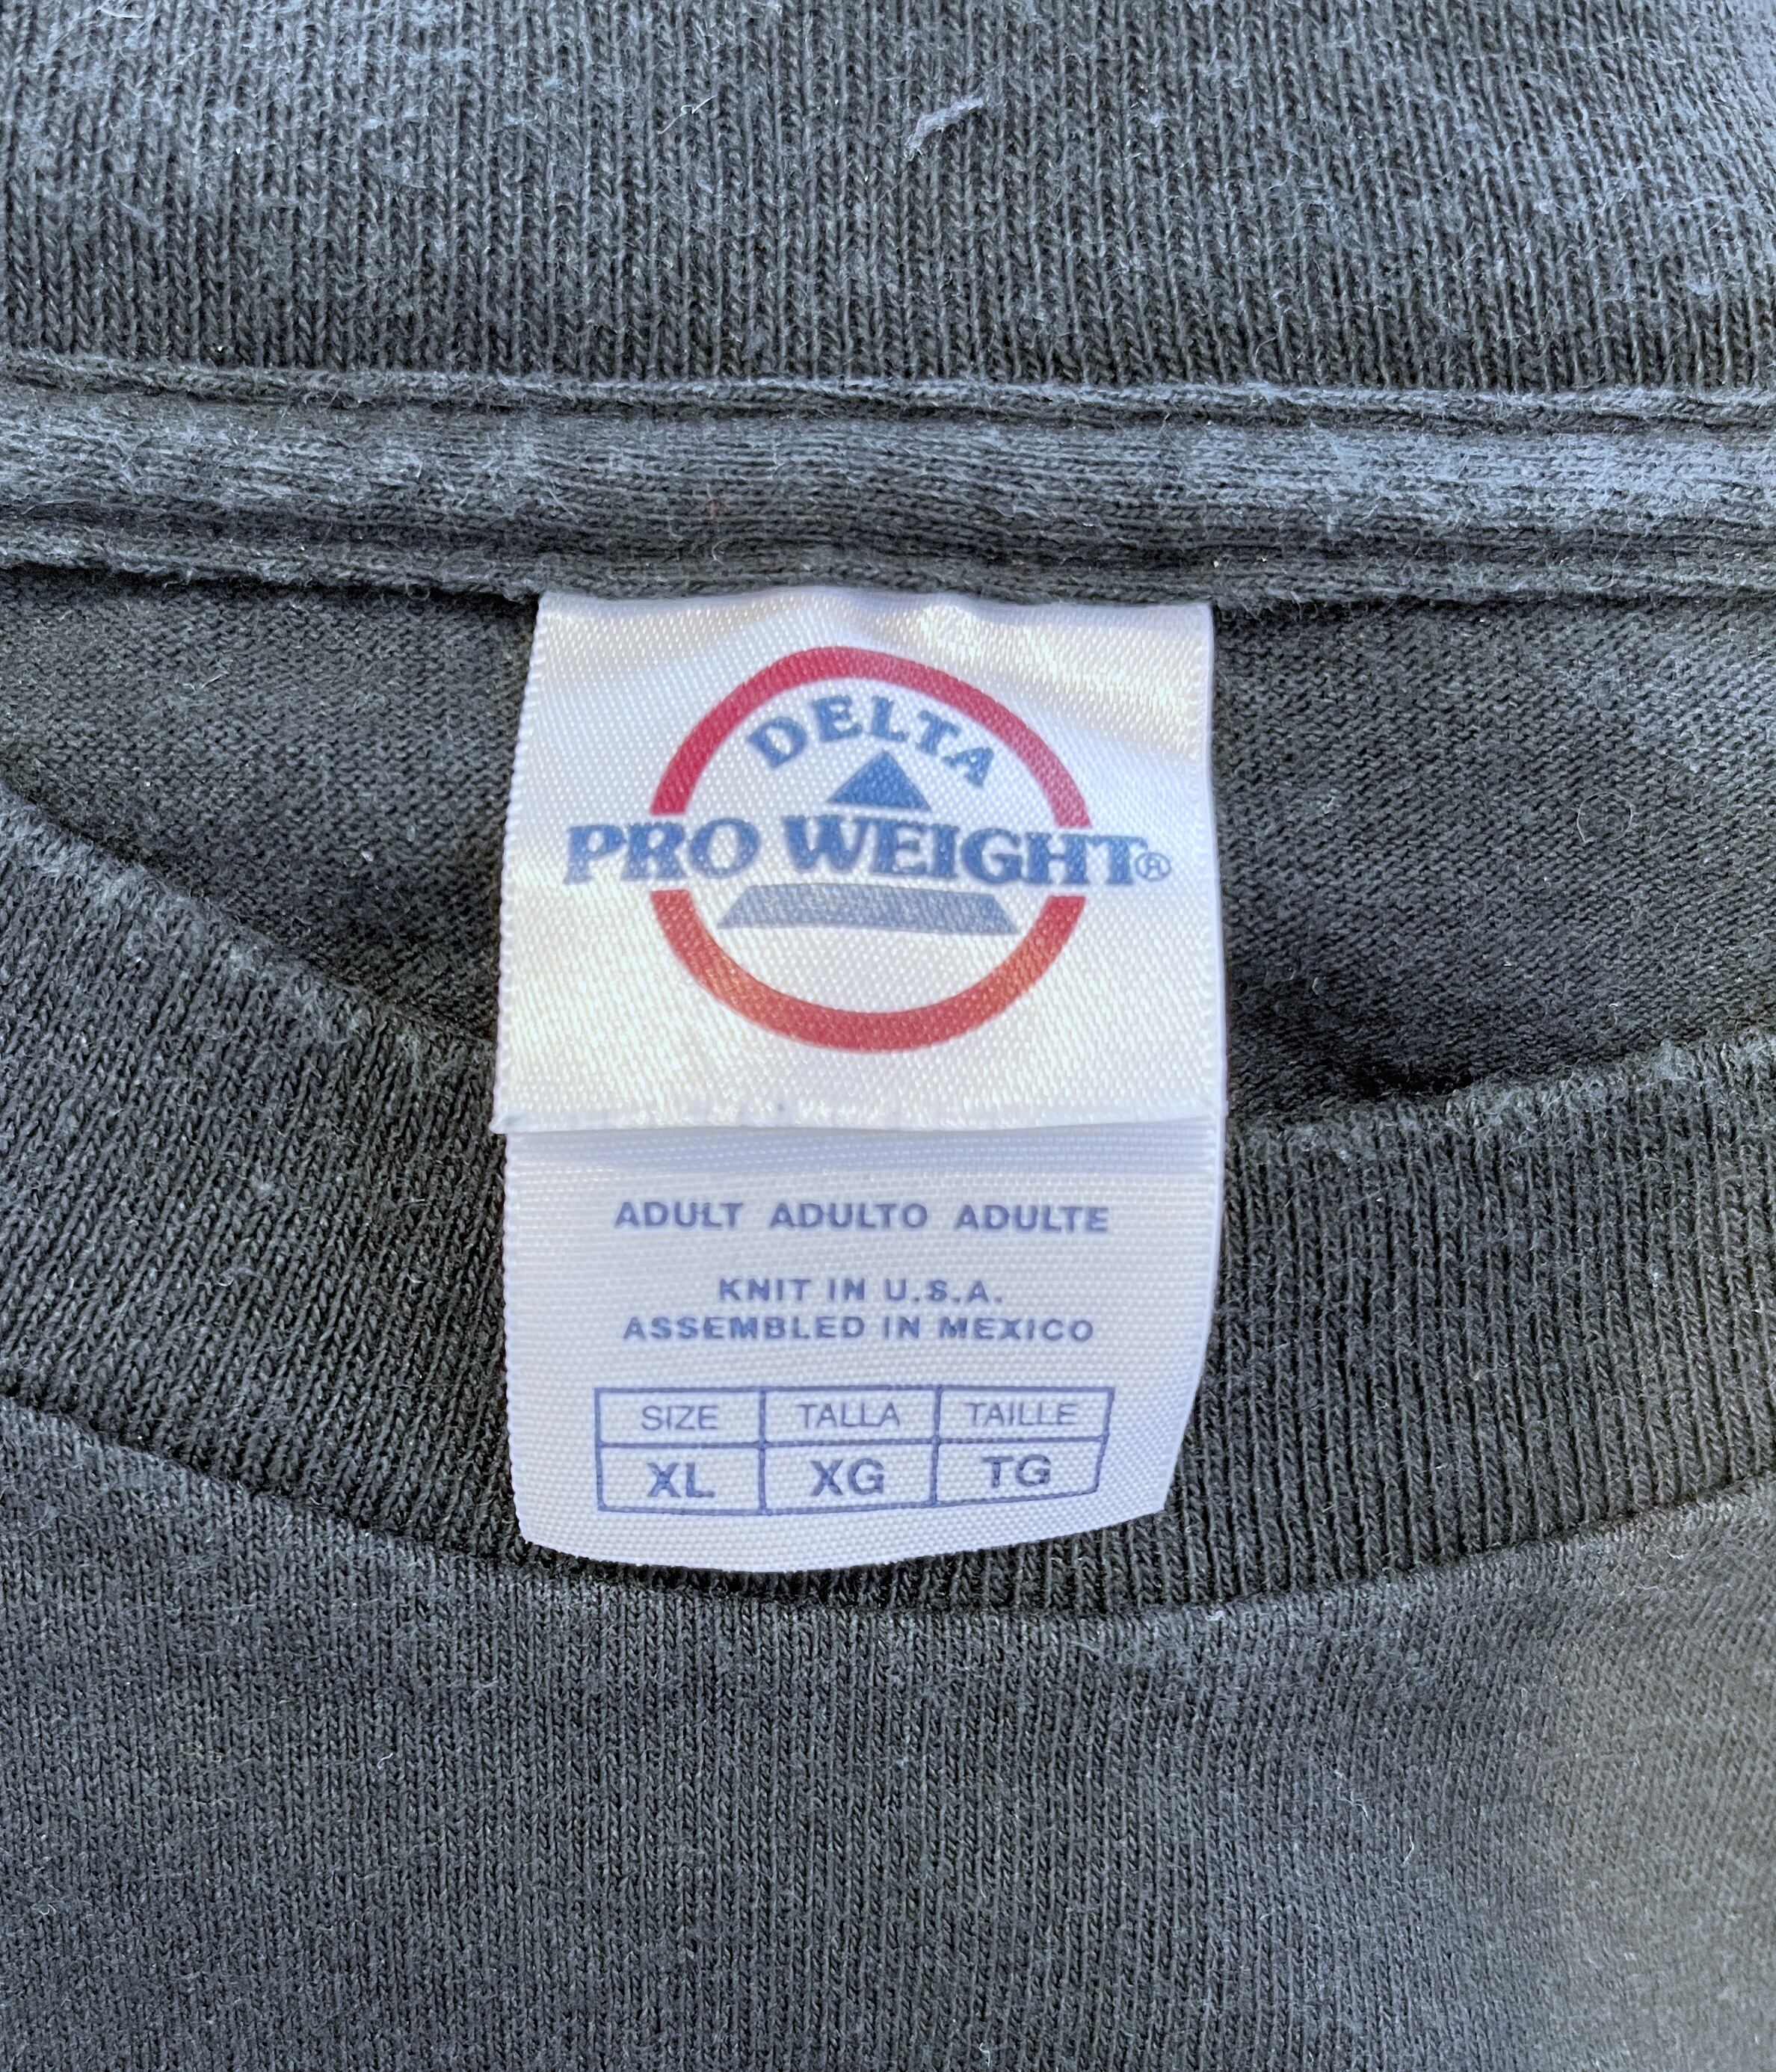 DELTA
PRO WEIGHT®
ADULT ADULTO ADULTE
KNIT IN U.S.A.
ASSEMBLED IN MEXICO
SIZE TALLA TAILLE
XL XG TG